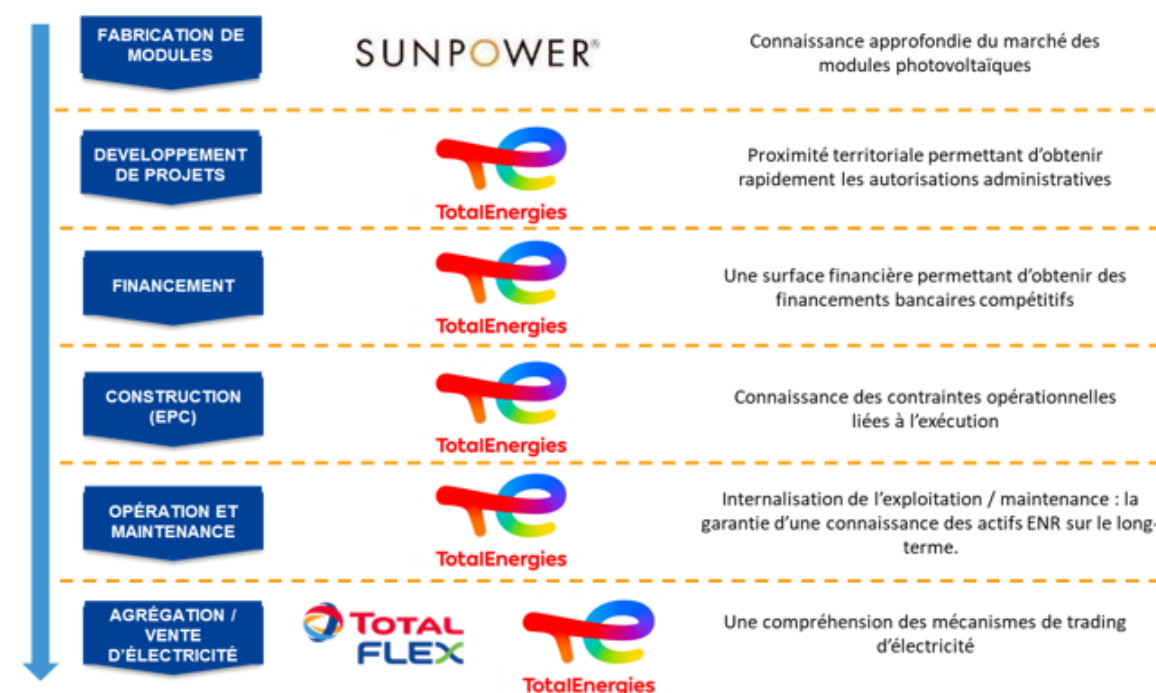 FABRICATION DE
MODULES
SUNPOWER®
Connaissance approfondie du marché des
modules photovoltaïques
DEVELOPPEMENT
DE PROJETS
TotalEnergies
Proximité territoriale permettant d'obtenir
rapidement les autorisations administratives
FINANCEMENT
TotalEnergies
Une surface financière permettant d'obtenir des
financements bancaires compétitifs
CONSTRUCTION
(EPC)
TotalEnergies
Connaissance des contraintes opérationnelles
liées à l'exécution
OPÉRATION ET
MAINTENANCE
TotalEnergies
Internalisation de l'exploitation / maintenance : la
garantie d'une connaissance des actifs ENR sur le long-
terme.
AGRÉGATION /
VENTE
D'ÉLECTRICITÉ
TOTAL
FLEX
TotalEnergies
Une compréhension des mécanismes de trading
d'électricité